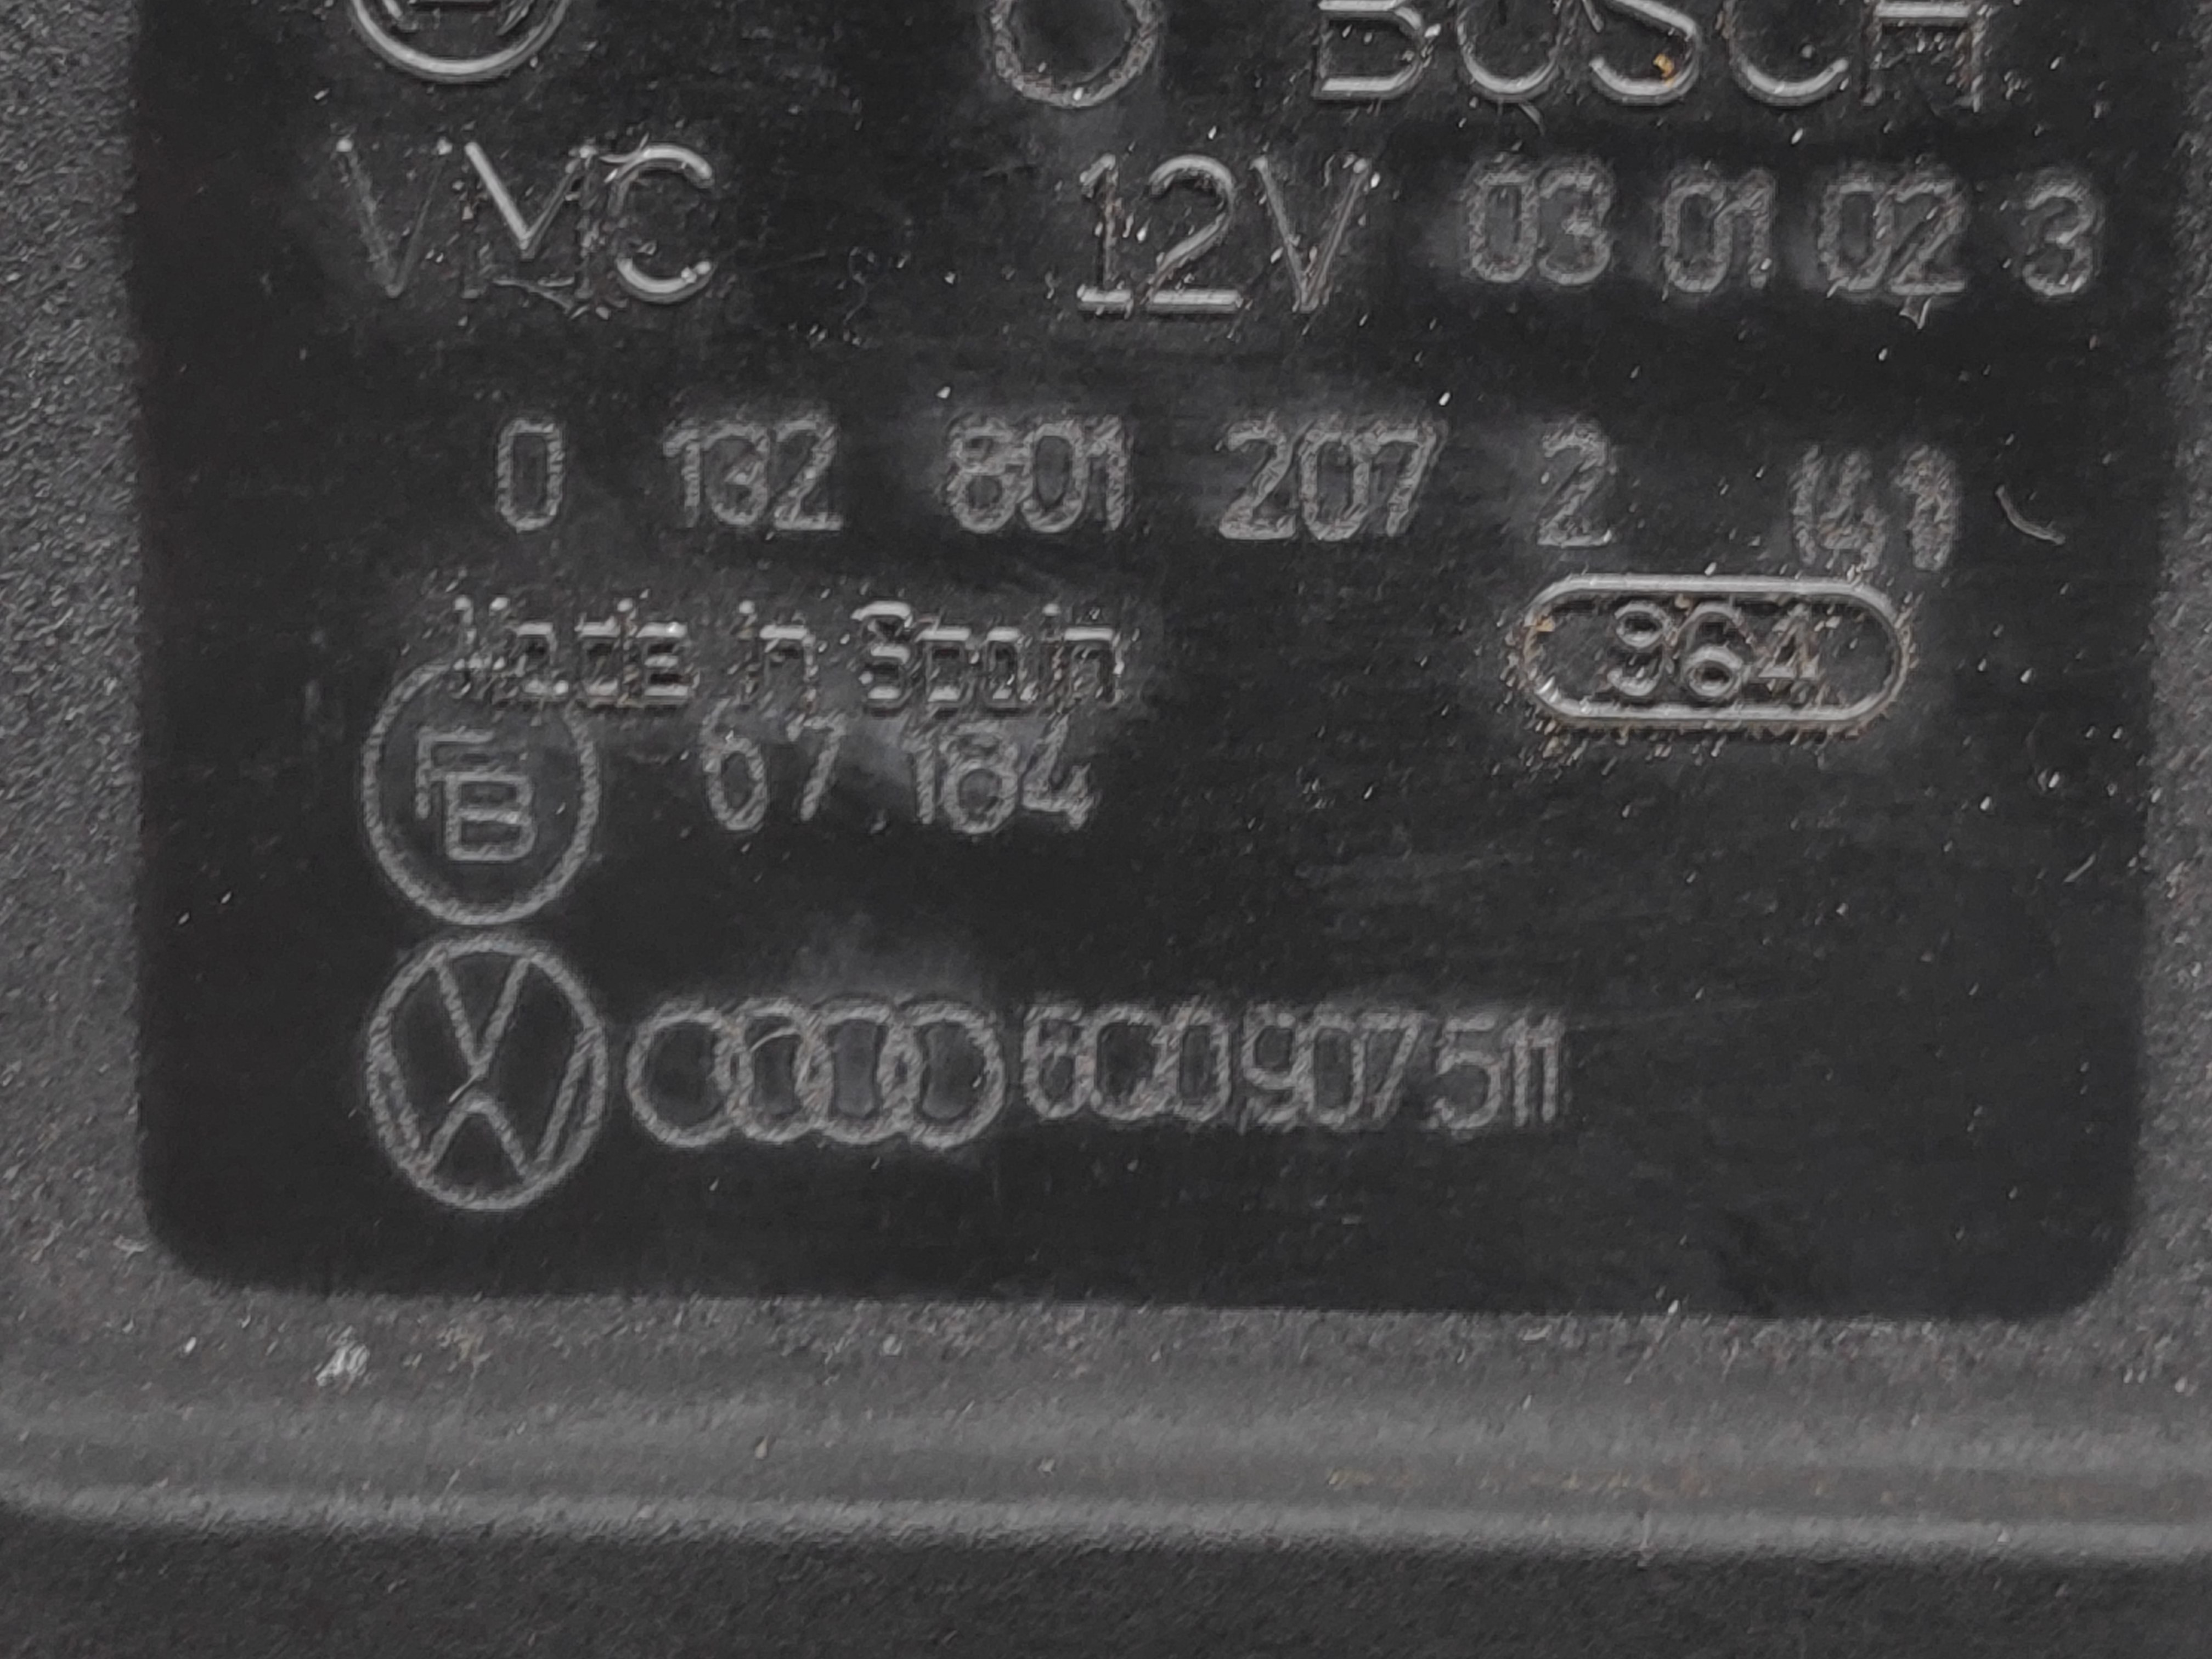 BOSCH
VMC 12V 03 01 02 3
0 132 801 207 2
Made in Spain 964
FB 67 184
6Q0907511